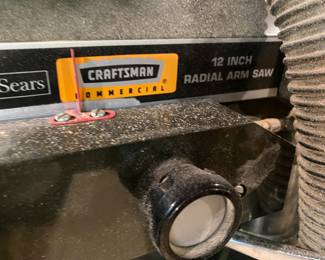 Sears
CRAFTSMAN
COMMERCIAL
12 INCH
RADIAL ARM SAW